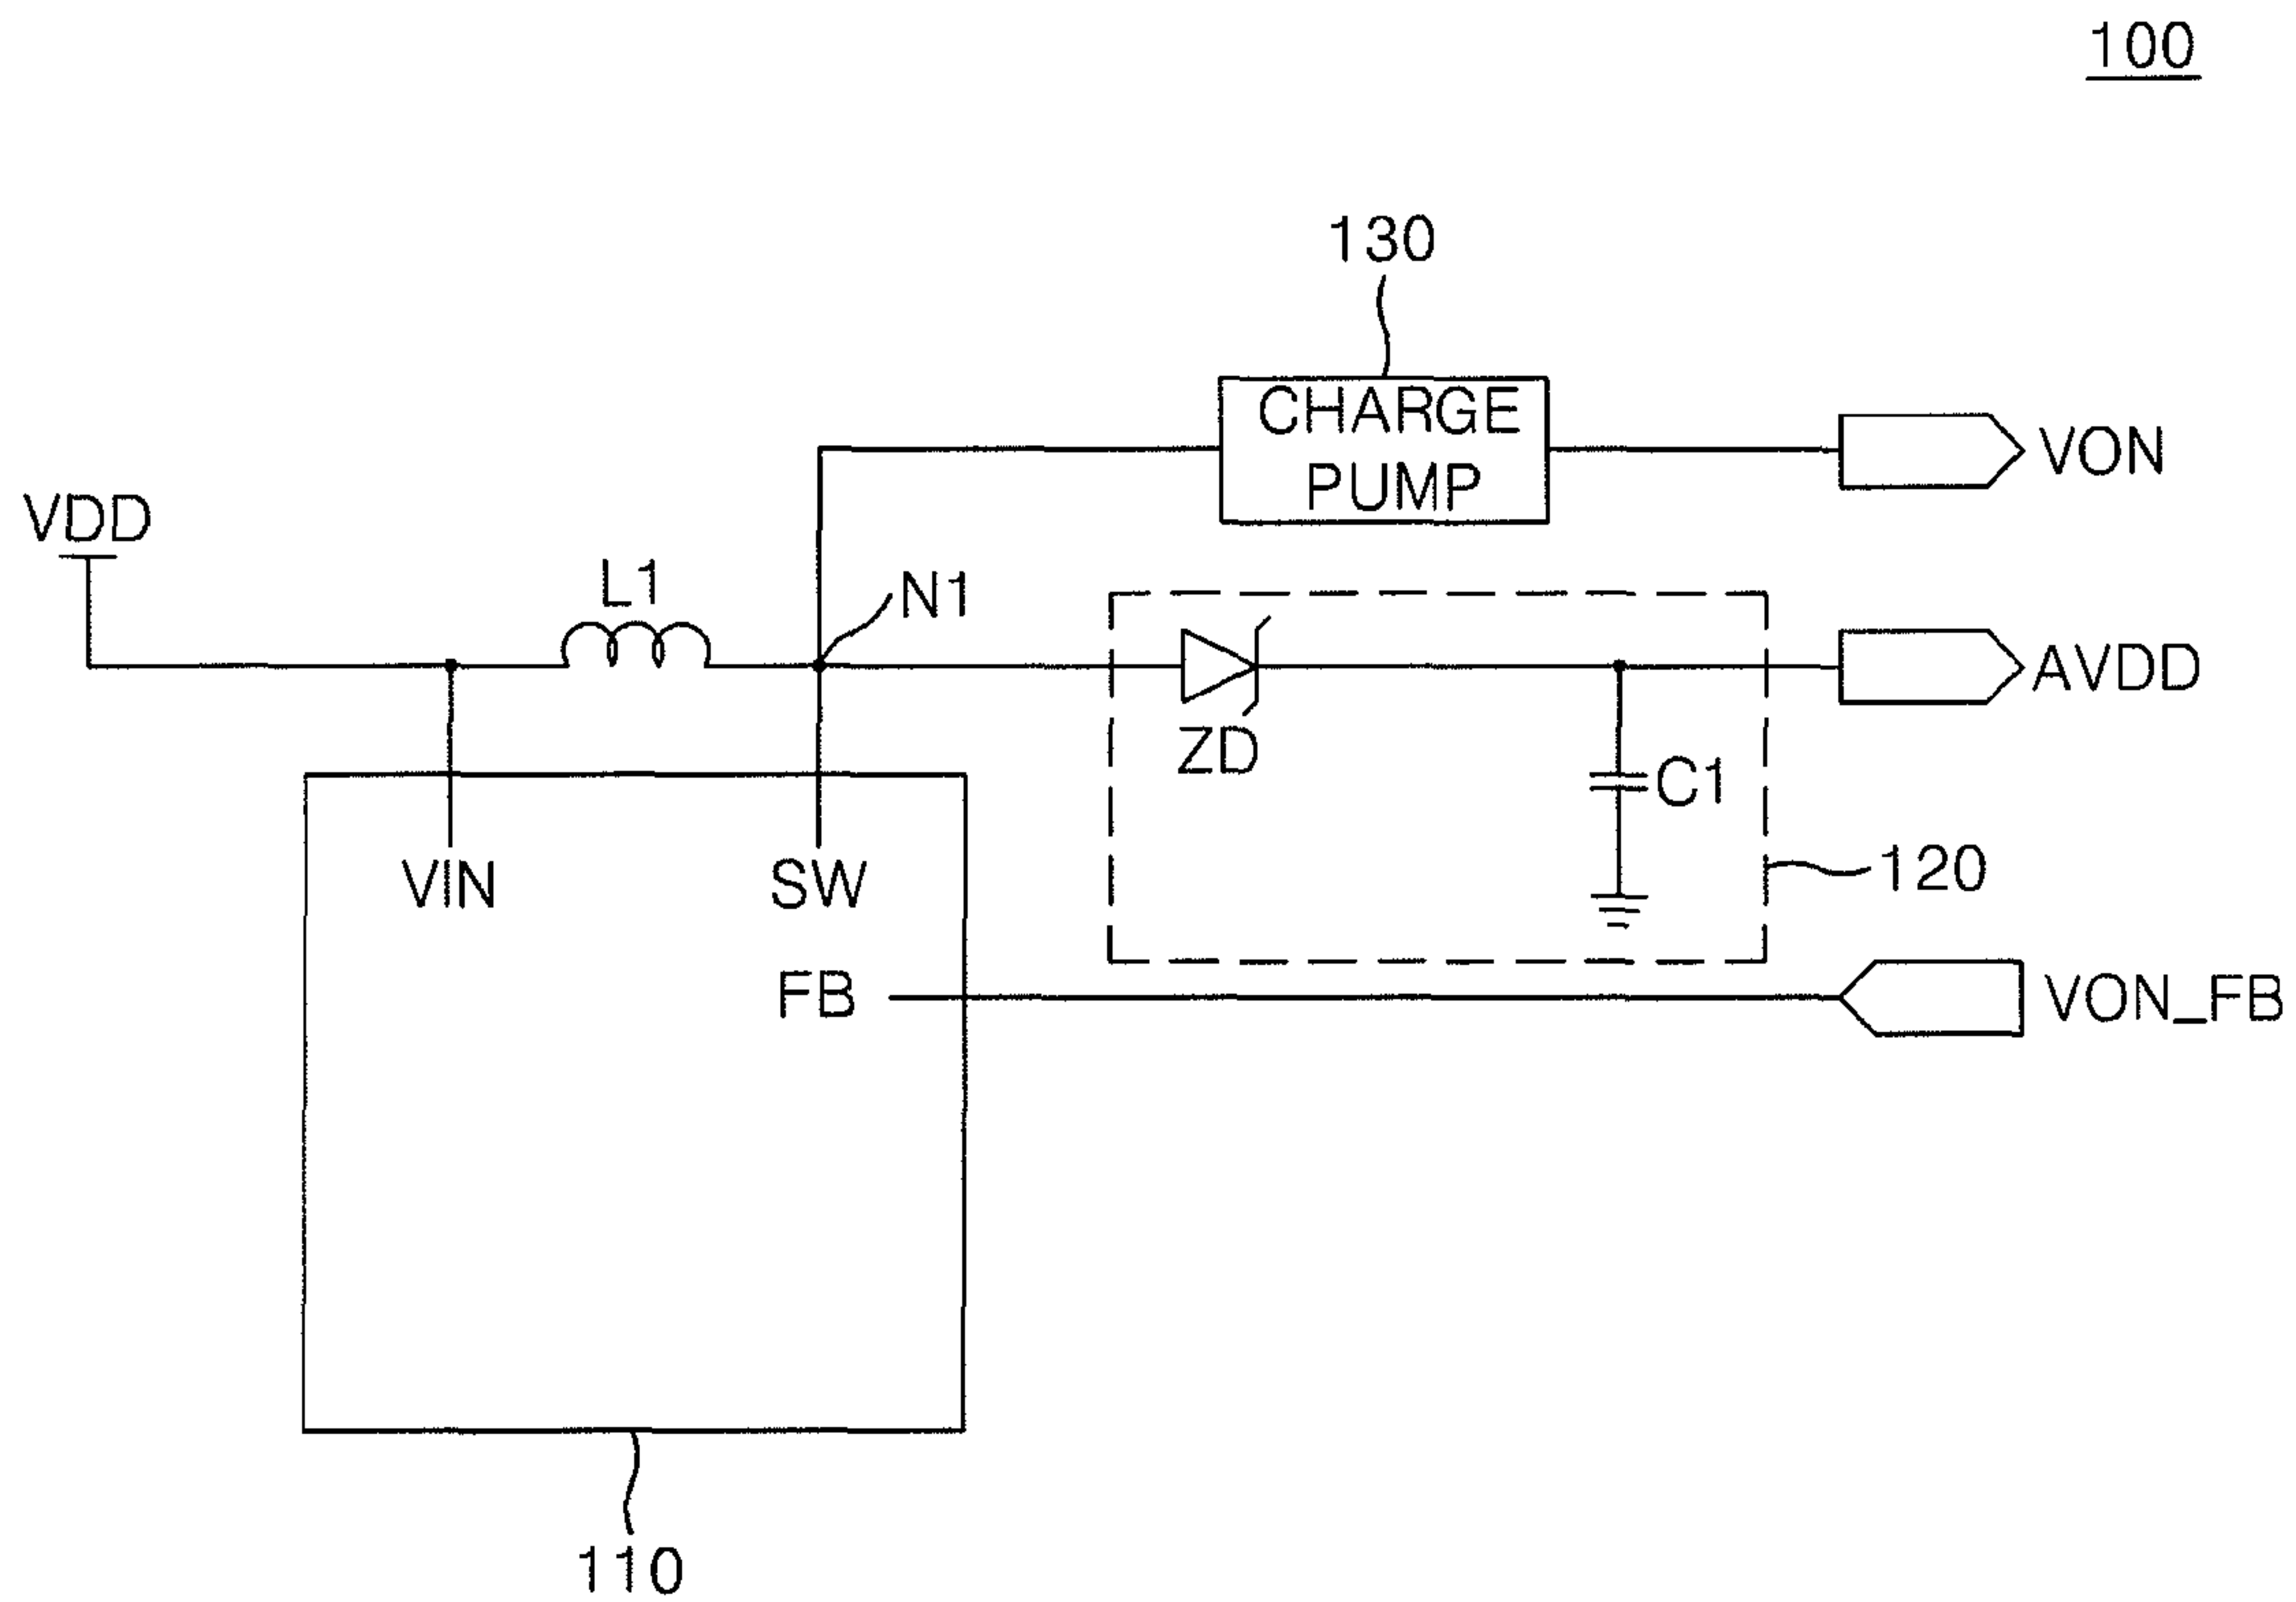 100
130
CHARGE
PUMP
VON
VDD
L1
N1
AVDD
ZD
C1
120
VIN
SW
FB
VON_FB
110